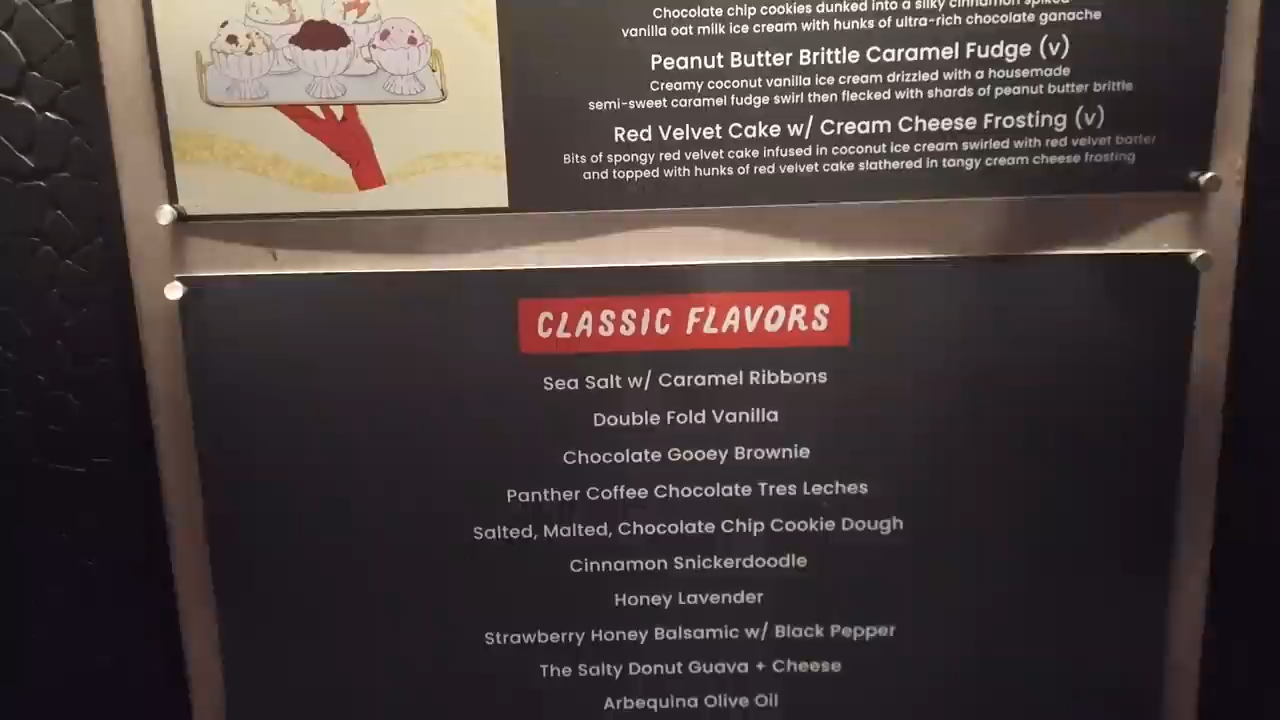 Chocolate chip cookies dunked into a silky cinnamon spiked
vanilla oat milk ice cream with hunks of ultra-rich chocolate ganache
Peanut Butter Brittle Caramel Fudge (v)
Creamy coconut vanilla ice cream drizzled with a housemade
semi-sweet caramel fudge swirl then flecked with shards of peanut butter brittle
Red Velvet Cake w/ Cream Cheese Frosting (v)
Bits of spongy red velvet cake infused in coconut ice cream swirled with red velvet batter
and topped with hunks of red velvet cake slathered in tangy cream cheese frosting
CLASSIC FLAVORS
Sea Salt w/ Caramel Ribbons
Double Fold Vanilla
Chocolate Gooey Brownie
Panther Coffee Chocolate Tres Leches
Salted, Malted, Chocolate Chip Cookie Dough
Cinnamon Snickerdoodle
Honey Lavender
Strawberry Honey Balsamic w/ Black Pepper
The Salty Donut Guava + Cheese
Arbequina Olive Oil